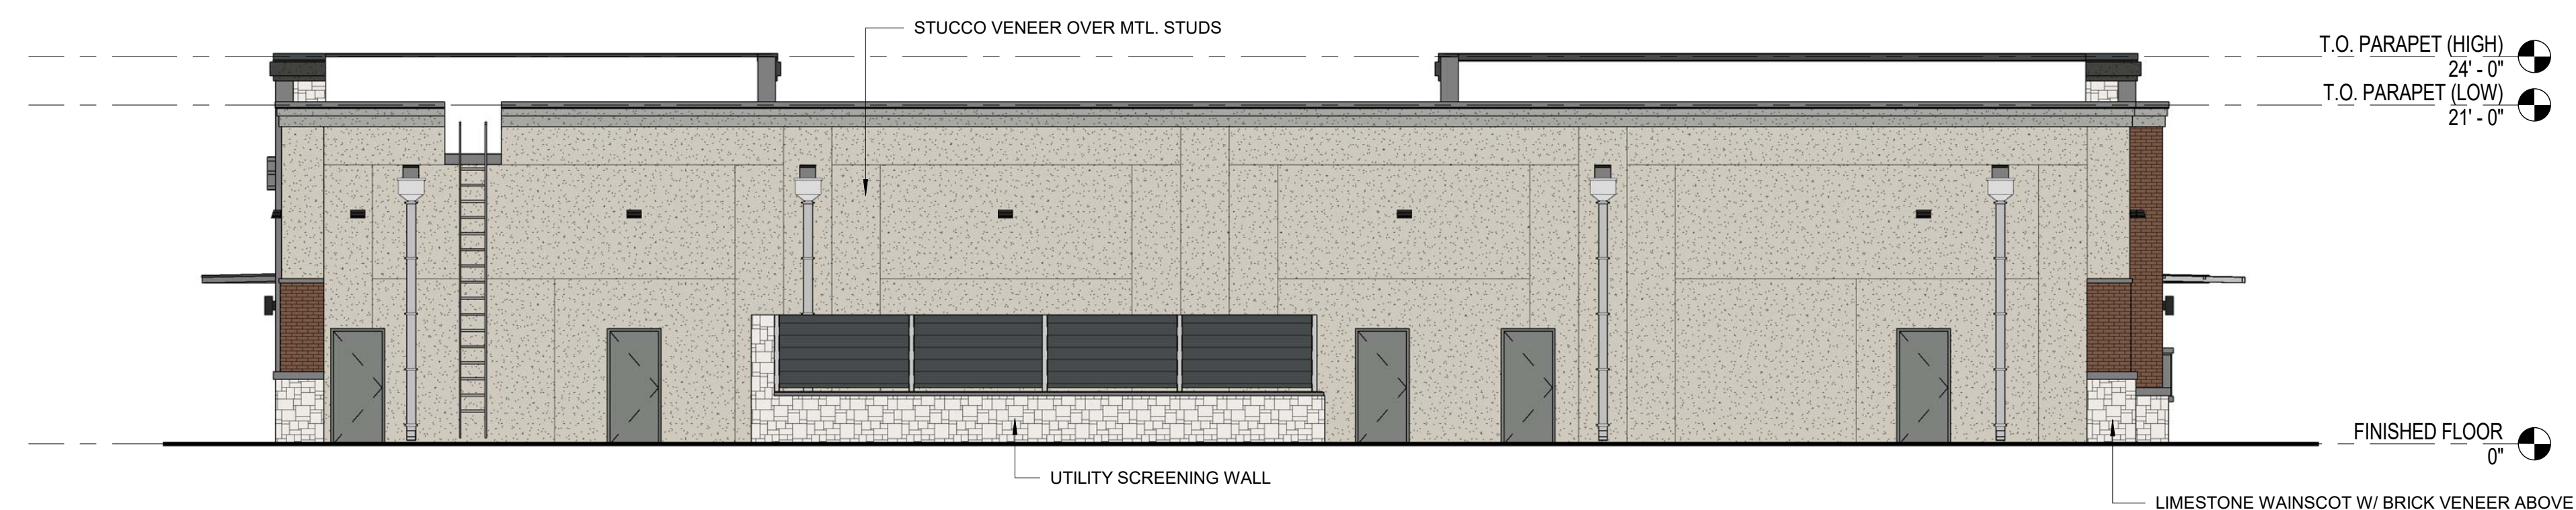 STUCCO VENEER OVER MTL. STUDS
T.O. PARAPET (HIGH)
24' - 0"
T.O. PARAPET (LOW)
21' - 0"
FINISHED FLOOR
0"
UTILITY SCREENING WALL
LIMESTONE WAINSCOT W/ BRICK VENEER ABOVE